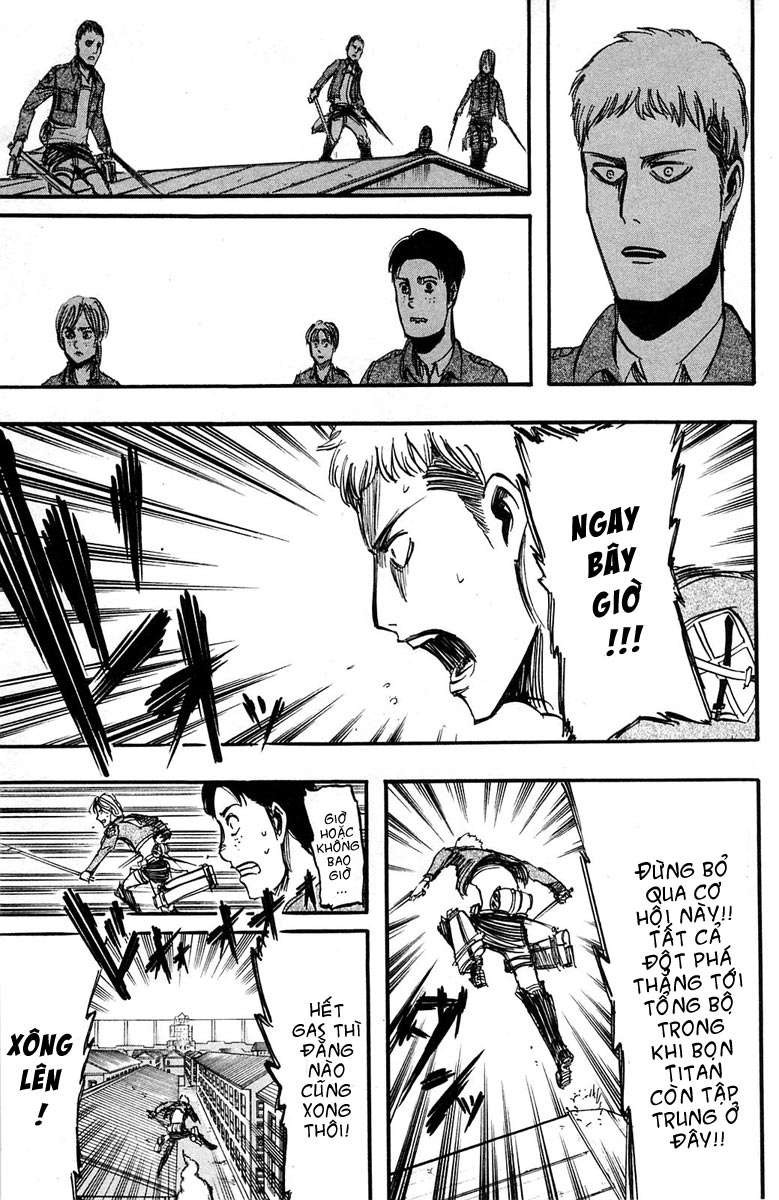 NGAY
BÂY
GIỜ
!!!
ĐỪNG BỎ
QUA CƠ
HỘI NÀY!!
TẤT CẢ
ĐỘT PHÁ
THẲNG TỚI
TỔNG BỘ
TRONG
KHI BỌN
TITAN
CÒN TẬP
TRUNG Ở
ĐÂY!!
GIỜ
HOẶC
KHÔNG
BAO
GIỜ
...
HẾT
GAS THÌ
ĐẰNG
NÀO
CŨNG
XONG
THÔI!!
XÔNG
LÊN
!